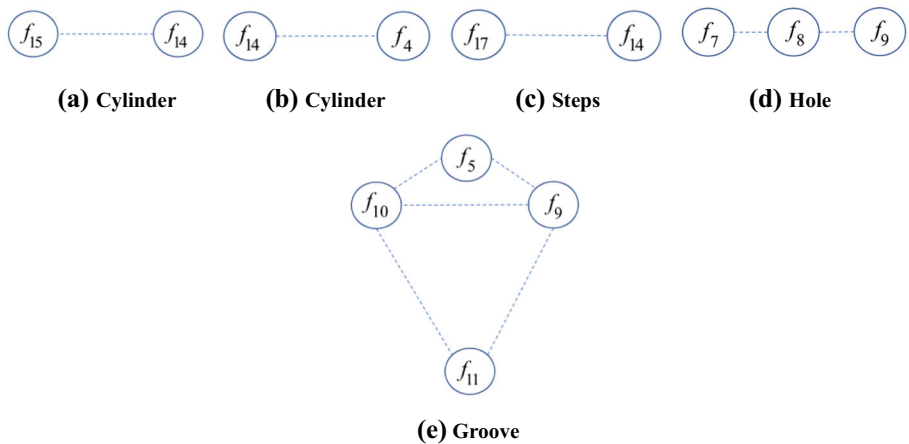 f15 f14 f14 f4 f17 f14 f7 f8 f9
(a) Cylinder (b) Cylinder (c) Steps (d) Hole
f5
f10 f9
f11
(e) Groove